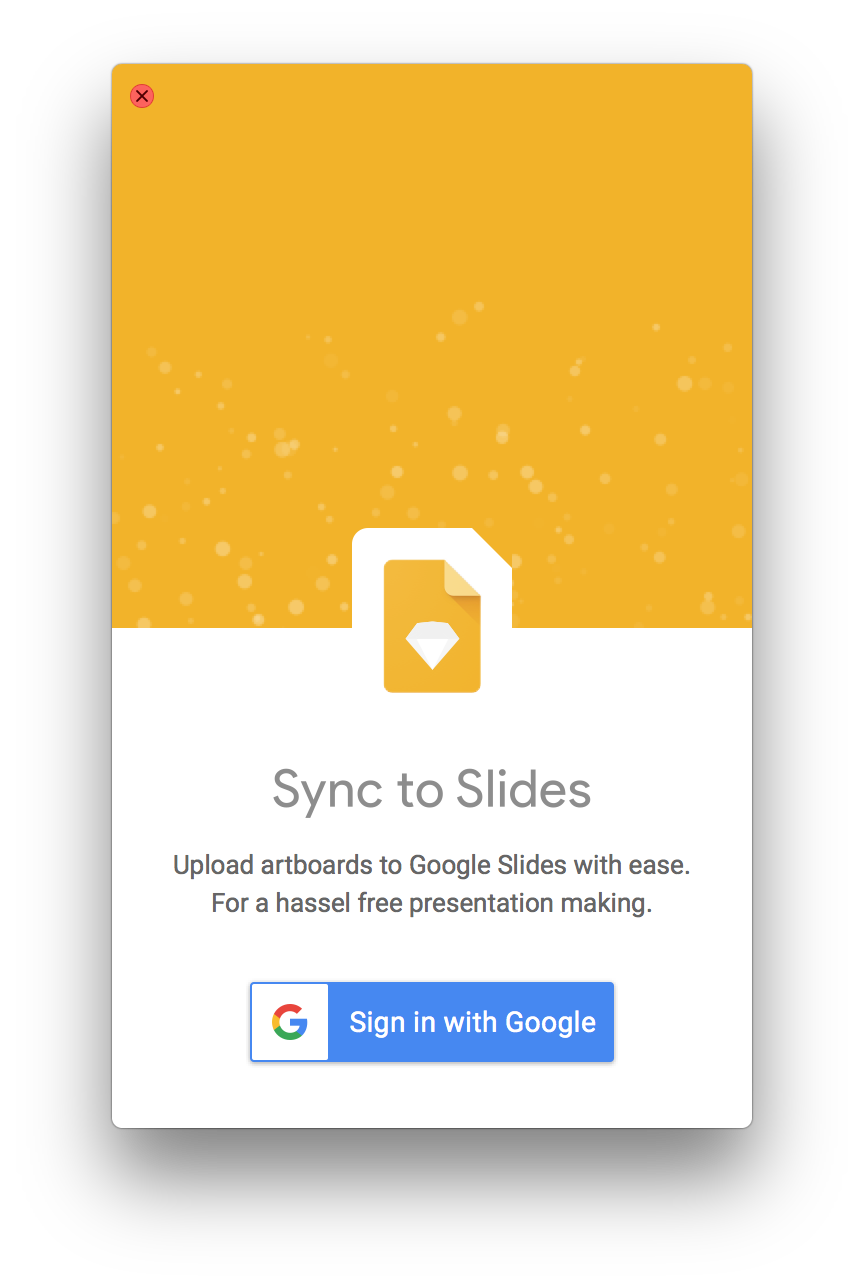 Sync to Slides
Upload artboards to Google Slides with ease.
For a hassel free presentation making.
Sign in with Google